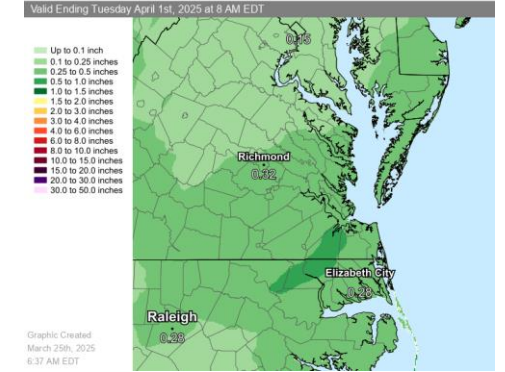 Valid Ending Tuesday April 1st, 2025 at 8 AM EDT
Up to 0.1 inch
0.1 to 0.25 inches
0.25 to 0.5 inches
0.5 to 1.0 inches
1.0 to 1.5 inches
1.5 to 2.0 inches
2.0 to 3.0 inches
3.0 to 4.0 inches
4.0 to 6.0 inches
6.0 to 8.0 inches
8.0 to 10.0 inches
10.0 to 15.0 inches
15.0 to 20.0 inches
20.0 to 30.0 inches
30.0 to 50.0 inches
0.15
Richmond
0.32
Elizabeth City
0.28
Raleigh
0.28
Graphic Created
March 25th, 2025
6:37 AM EDT